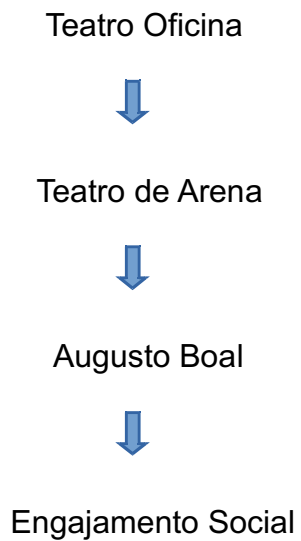 Teatro Oficina
Teatro de Arena
Augusto Boal
Engajamento Social